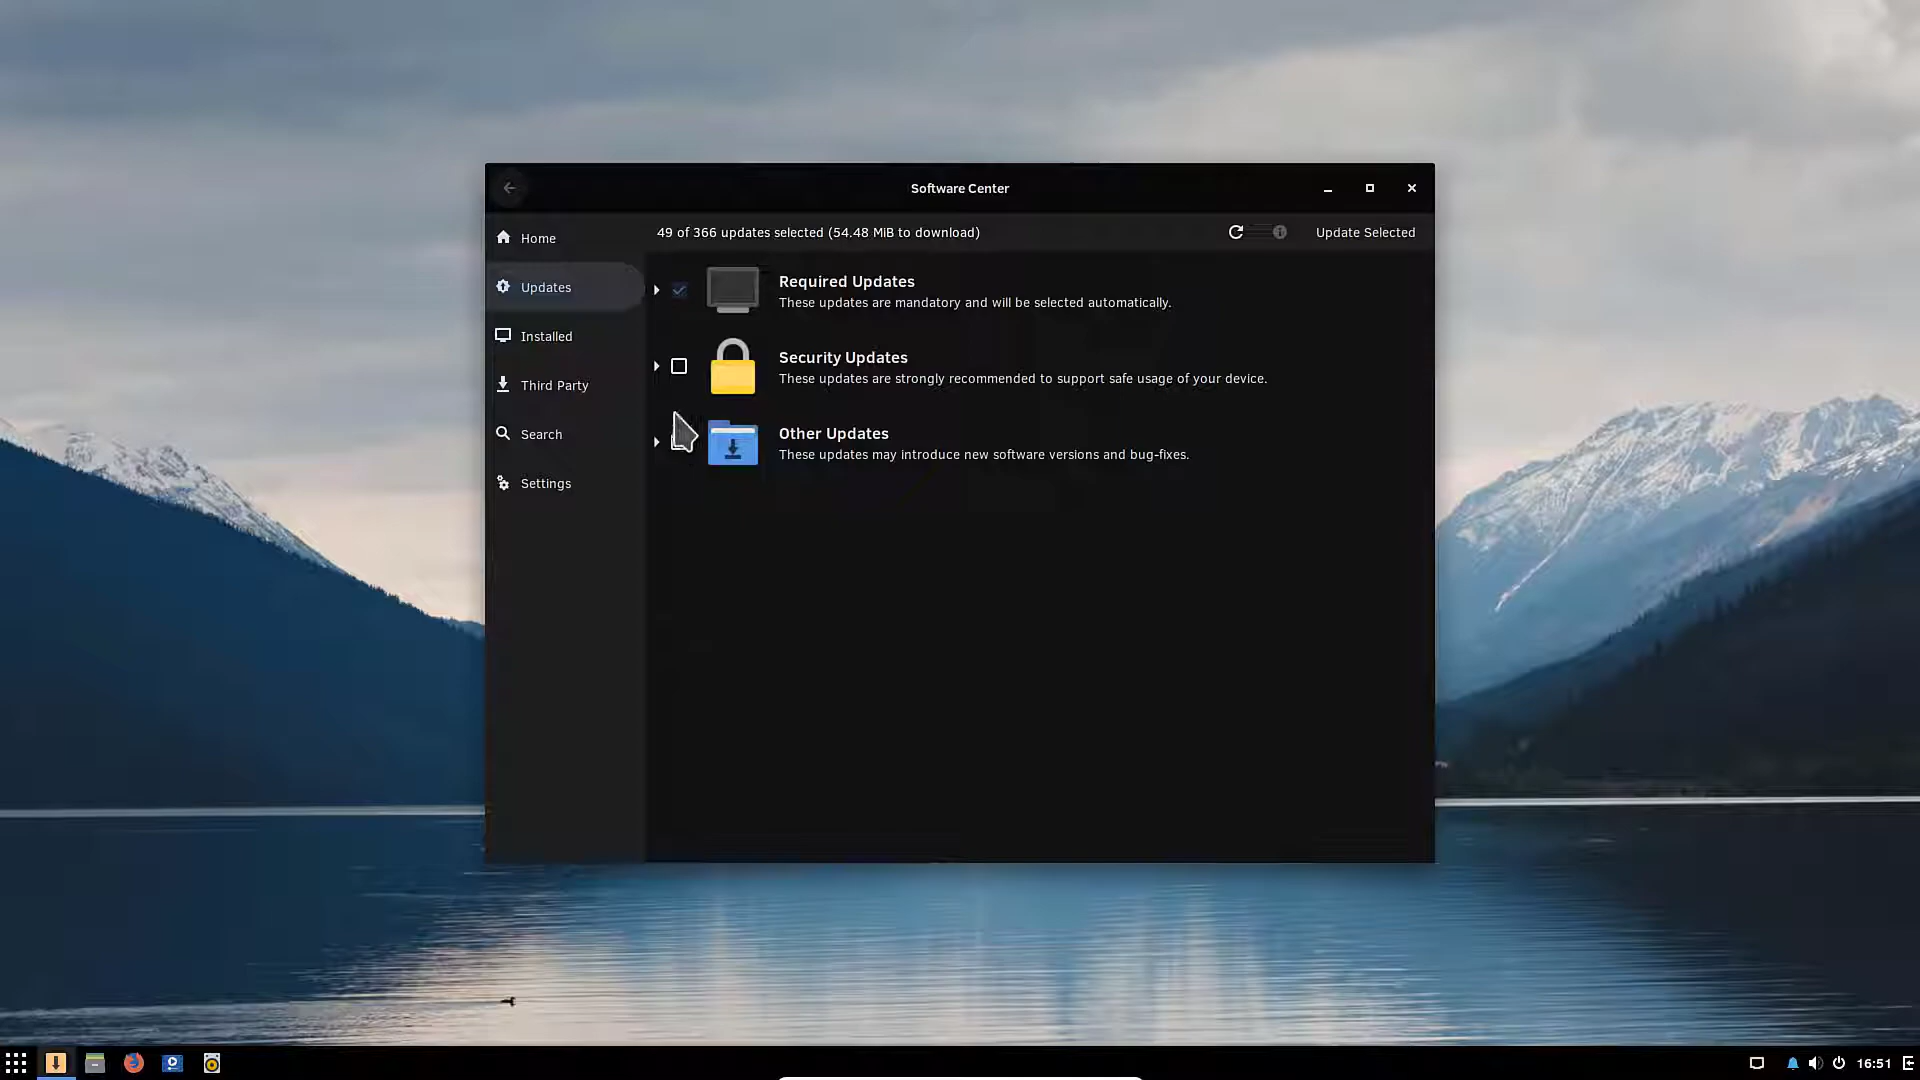 Software Center
Home
Updates
Installed
Third Party
Search
Settings
49 of 366 updates selected (54.48 MiB to download)
Update Selected
Required Updates
These updates are mandatory and will be selected automatically.
Security Updates
These updates are strongly recommended to support safe usage of your device.
Other Updates
These updates may introduce new software versions and bug-fixes.
16:51